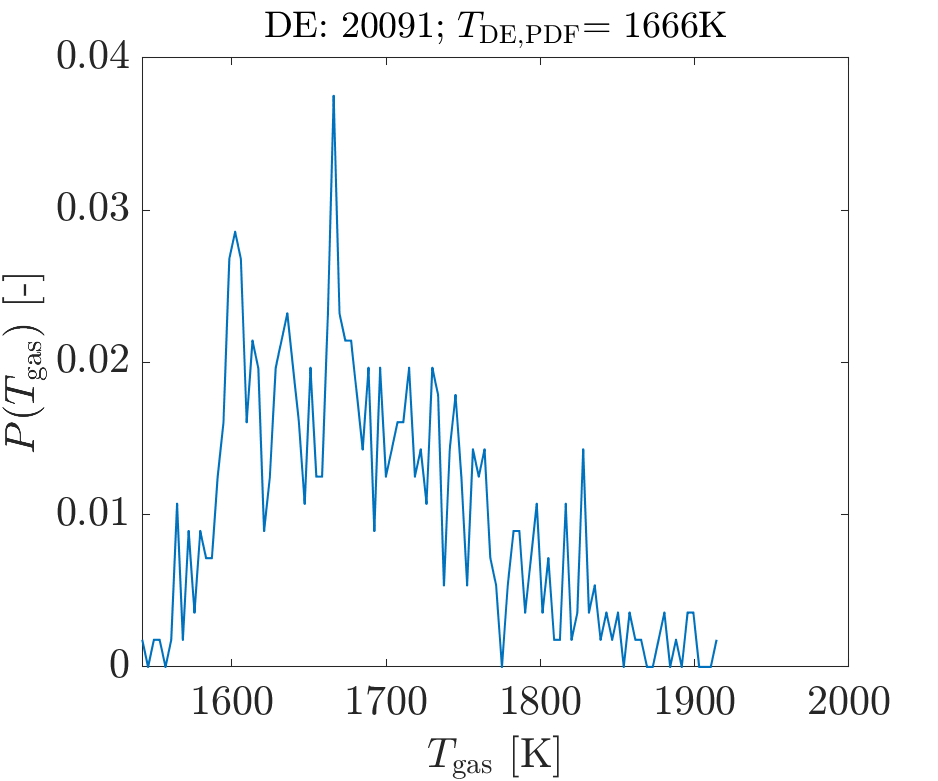 DE: 20091; T_DE,PDF= 1666K
0.04
0.03
0.02
0.01
0
P(T_gas) [-]
1600 1700 1800 1900 2000
T_gas [K]